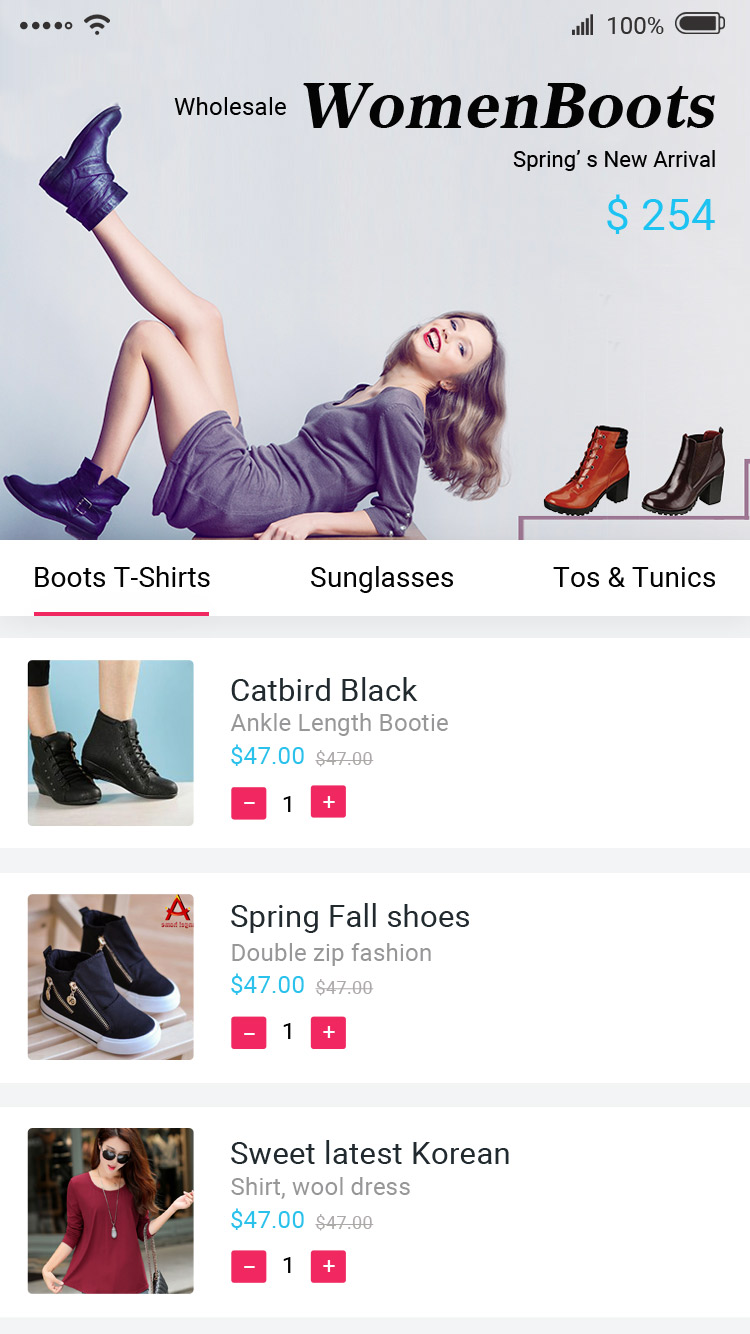 100%
Wholesale WomenBoots
Spring’ s New Arrival
$ 254
Boots T-Shirts Sunglasses Tos & Tunics
Catbird Black
Ankle Length Bootie
$47.00 $47.00
− 1 +
Spring Fall shoes
Double zip fashion
$47.00 $47.00
− 1 +
Sweet latest Korean
Shirt, wool dress
$47.00 $47.00
− 1 +